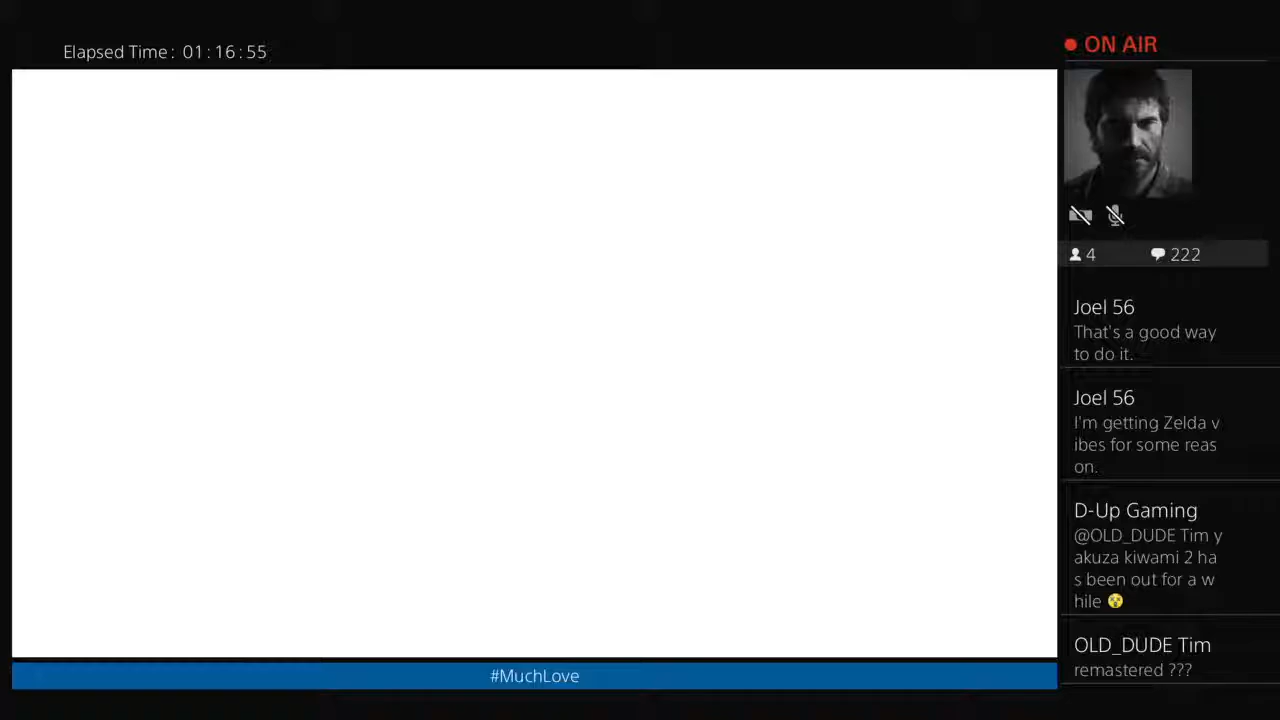 Elapsed Time: 01:16:55
ON AIR
4
222
Joel 56
That's a good way
to do it.
Joel 56
I'm getting Zelda v
ibes for some reas
on.
D-Up Gaming
@OLD_DUDE Tim y
akuza kiwami 2 ha
s been out for a w
hile 😲
OLD_DUDE Tim
remastered ???
#MuchLove